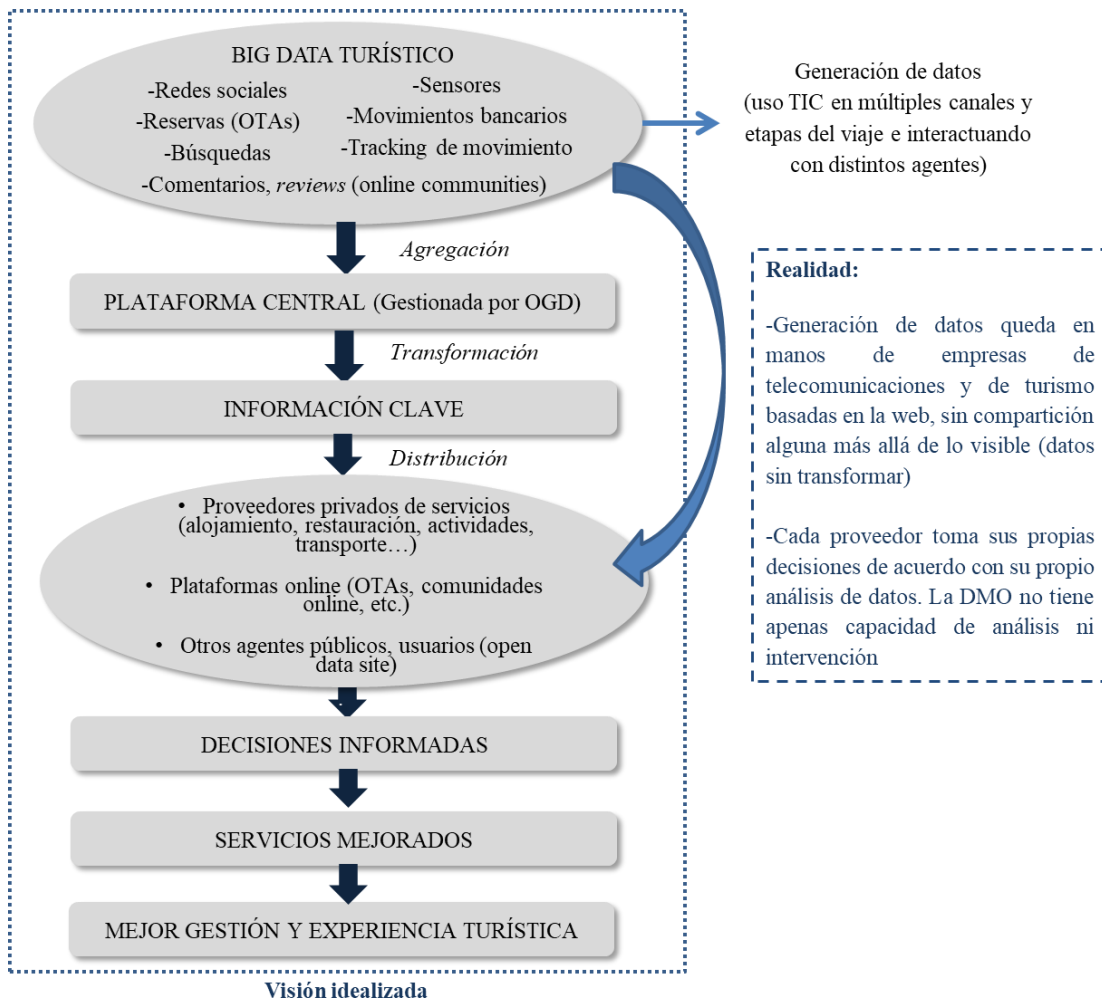 BIG DATA TURÍSTICO
-Redes sociales
-Reservas (OTAs)
-Búsquedas
-Sensores
-Movimientos bancarios
-Tracking de movimiento
-Comentarios, reviews (online communities)
Generación de datos
(uso TIC en múltiples canales y
etapas del viaje e interactuando
con distintos agentes)
Agregación
PLATAFORMA CENTRAL (Gestionada por OGD)
Transformación
INFORMACIÓN CLAVE
Distribución
• Proveedores privados de servicios
(alojamiento, restauración, actividades,
transporte…)
• Plataformas online (OTAs, comunidades
online, etc.)
• Otros agentes públicos, usuarios (open
data site)
DECISIONES INFORMADAS
SERVICIOS MEJORADOS
MEJOR GESTIÓN Y EXPERIENCIA TURÍSTICA
Visión idealizada
Realidad:
-Generación de datos queda en
manos de empresas de
telecomunicaciones y de turismo
basadas en la web, sin compartición
alguna más allá de lo visible (datos
sin transformar)
-Cada proveedor toma sus propias
decisiones de acuerdo con su propio
análisis de datos. La DMO no tiene
apenas capacidad de análisis ni
intervención